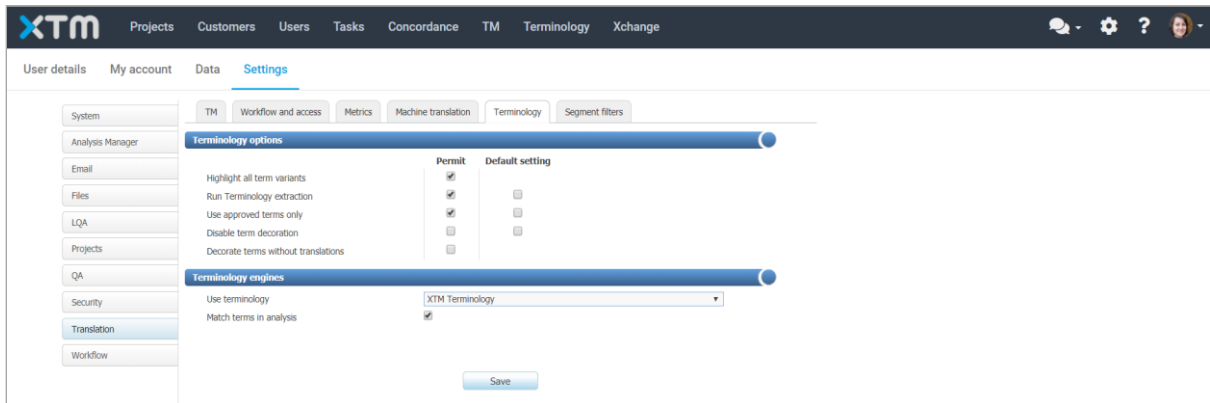 XTM Projects Customers Users Tasks Concordance TM Terminology Xchange ?
User details My account Data Settings
System
Analysis Manager
Email
Files
LQA
Projects
QA
Security
Translation
Workflow
TM Workflow and access Metrics Machine translation Terminology Segment filters
Terminology options
Permit Default setting
Highlight all term variants
Run Terminology extraction
Use approved terms only
Disable term decoration
Decorate terms without translations
Terminology engines
Use terminology XTM Terminology
Match terms in analysis
Save